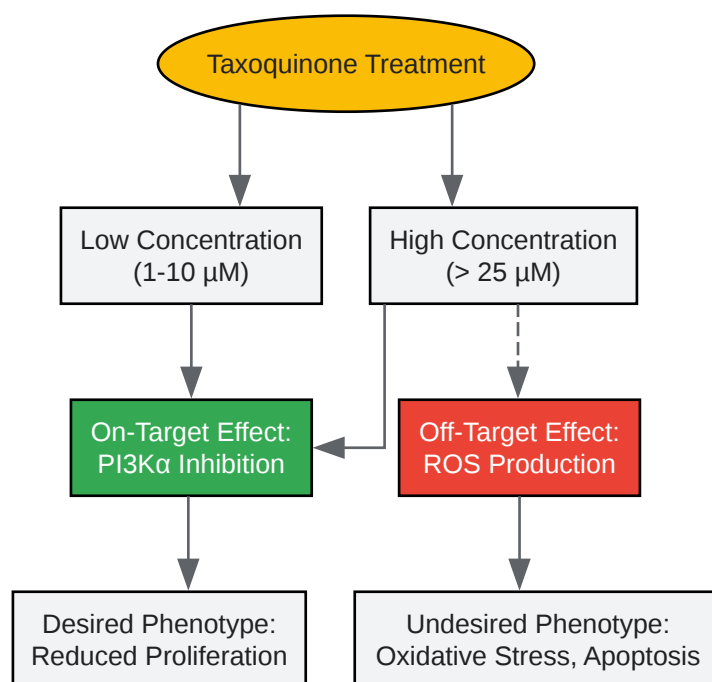 Taxoquinone Treatment
Low Concentration
(1-10 µM)
High Concentration
(> 25 µM)
On-Target Effect:
PI3Kα Inhibition
Off-Target Effect:
ROS Production
Desired Phenotype:
Reduced Proliferation
Undesired Phenotype:
Oxidative Stress, Apoptosis